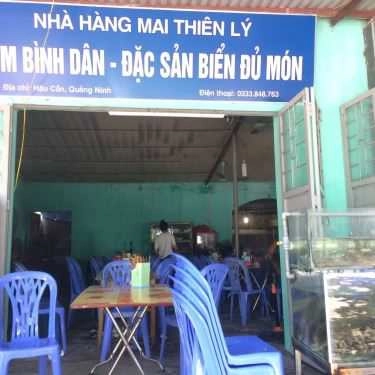 NHÀ HÀNG MAI THIÊN LÝ
M BÌNH DÂN - ĐẶC SẢN BIỂN ĐỦ MÓN
Địa chỉ: Hậu Cần, Quảng Ninh
Điện thoại: 0333.848.763